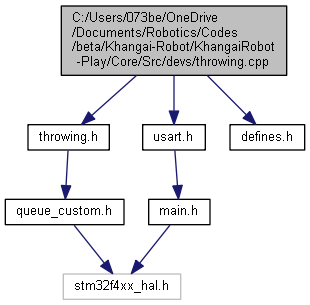 C:/Users/073be/OneDrive
/Documents/Robotics/Codes
/beta/Khangai-Robot/KhangaiRobot
-Play/Core/Src/devs/throwing.cpp
throwing.h
usart.h
defines.h
queue_custom.h
main.h
stm32f4xx_hal.h